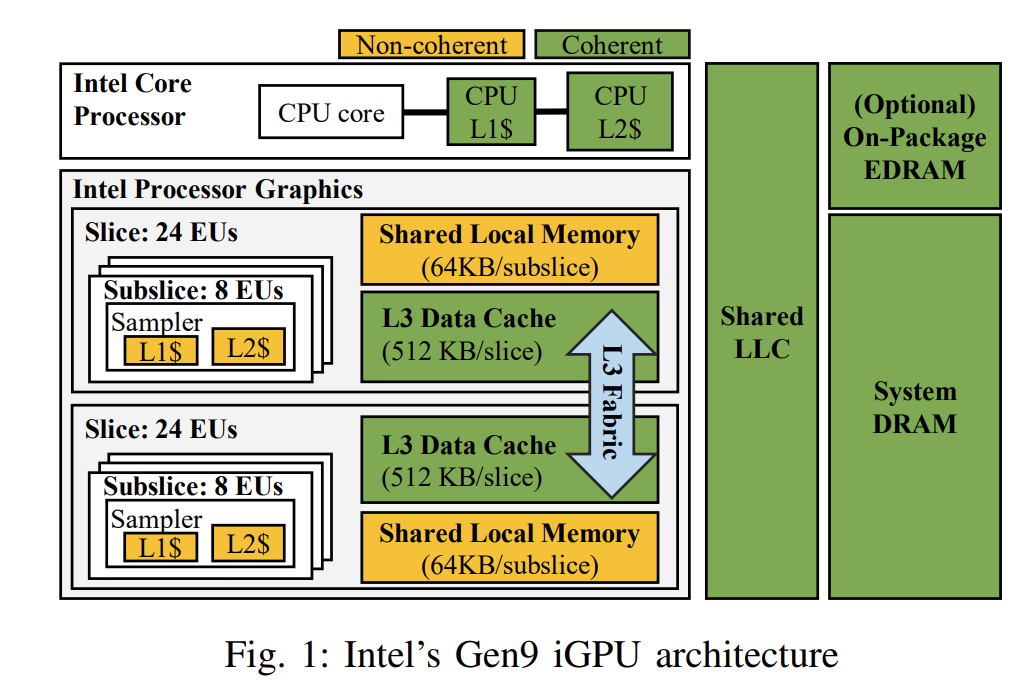 Non-coherent
Coherent
Intel Core
Processor
CPU core
CPU
L1$
CPU
L2$
Intel Processor Graphics
Slice: 24 EUs
Subslice: 8 EUs
Sampler
L1$
L2$
Shared Local Memory
(64KB/subslice)
L3 Data Cache
(512 KB/slice)
L3 Fabric
Slice: 24 EUs
Subslice: 8 EUs
Sampler
L1$
L2$
L3 Data Cache
(512 KB/slice)
Shared Local Memory
(64KB/subslice)
Shared
LLC
(Optional)
On-Package
EDRAM
System
DRAM
Fig. 1: Intel's Gen9 iGPU architecture